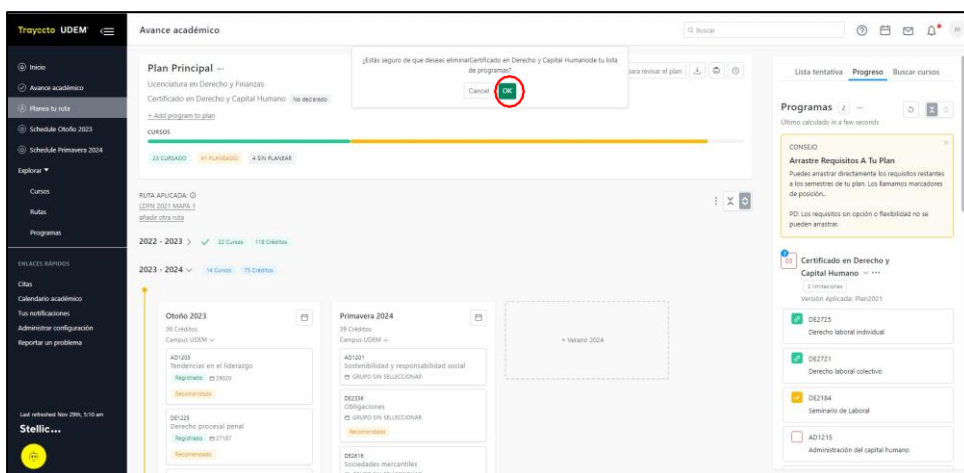 Trayecto UDEM
Avance académico
Buscar
Inicio
Avance académico
Planea tu ruta
Schedule Otoño 2023
Schedule Primavera 2024
Explorar
Cursos
Rutas
Programas
ENLACES RÁPIDOS
Citas
Calendario académico
Tus notificaciones
Administrar configuración
Reportar un problema
Last refreshed Nov 29th, 5:10 am
Stellic...
¿Estás seguro de que deseas eliminarCertificado en Derecho y Capital Humanode tu lista
de programas?
Cancel
OK
Plan Principal
Licenciatura en Derecho y Finanzas
Certificado en Derecho y Capital Humano No declarado
+ Add program to plan
para revisar el plan
CURSOS
23 CURSADO 41 PLANEADO 4 SIN PLANEAR
RUTA APLICADA:
LDFN 2021 MAPA 1
añadir otra ruta
2022 - 2023 22 Cursos 118 Créditos
2023 - 2024 14 Cursos 75 Créditos
Otoño 2023
36 Créditos
Campus UDEM
AD1205
Tendencias en el liderazgo
Registrado
Recomendado
DE1225
Derecho procesal penal
Registrado 27187
Recomendado
Primavera 2024
39 Créditos
Campus UDEM
AD1201
Sostenibilidad y responsabilidad social
GRUPO SIN SELLECCIONAR
DE2336
Obligaciones
GRUPO SIN SELLECCIONAR
Recomendado
DE2616
Sociedades mercantiles
+ Verano 2024
Lista tentativa Progreso Buscar cursos
Programas 2
Último calculado in a few seconds
CONSEJO
Arrastre Requisitos A Tu Plan
Puedes arrastrar directamente los requisitos restantes
a los semestres de tu plan. Los llamamos marcadores
de posición.
PD: Los requisitos sin opción o flexibilidad no se
pueden arrastrar.
Certificado en Derecho y
Capital Humano
2 limitaciones
Versión Aplicada: Plan2021
DE2725
Derecho laboral individual
DE2721
Derecho laboral colectivo
DE2184
Seminario de Laboral
AD1215
Administración del capital humano